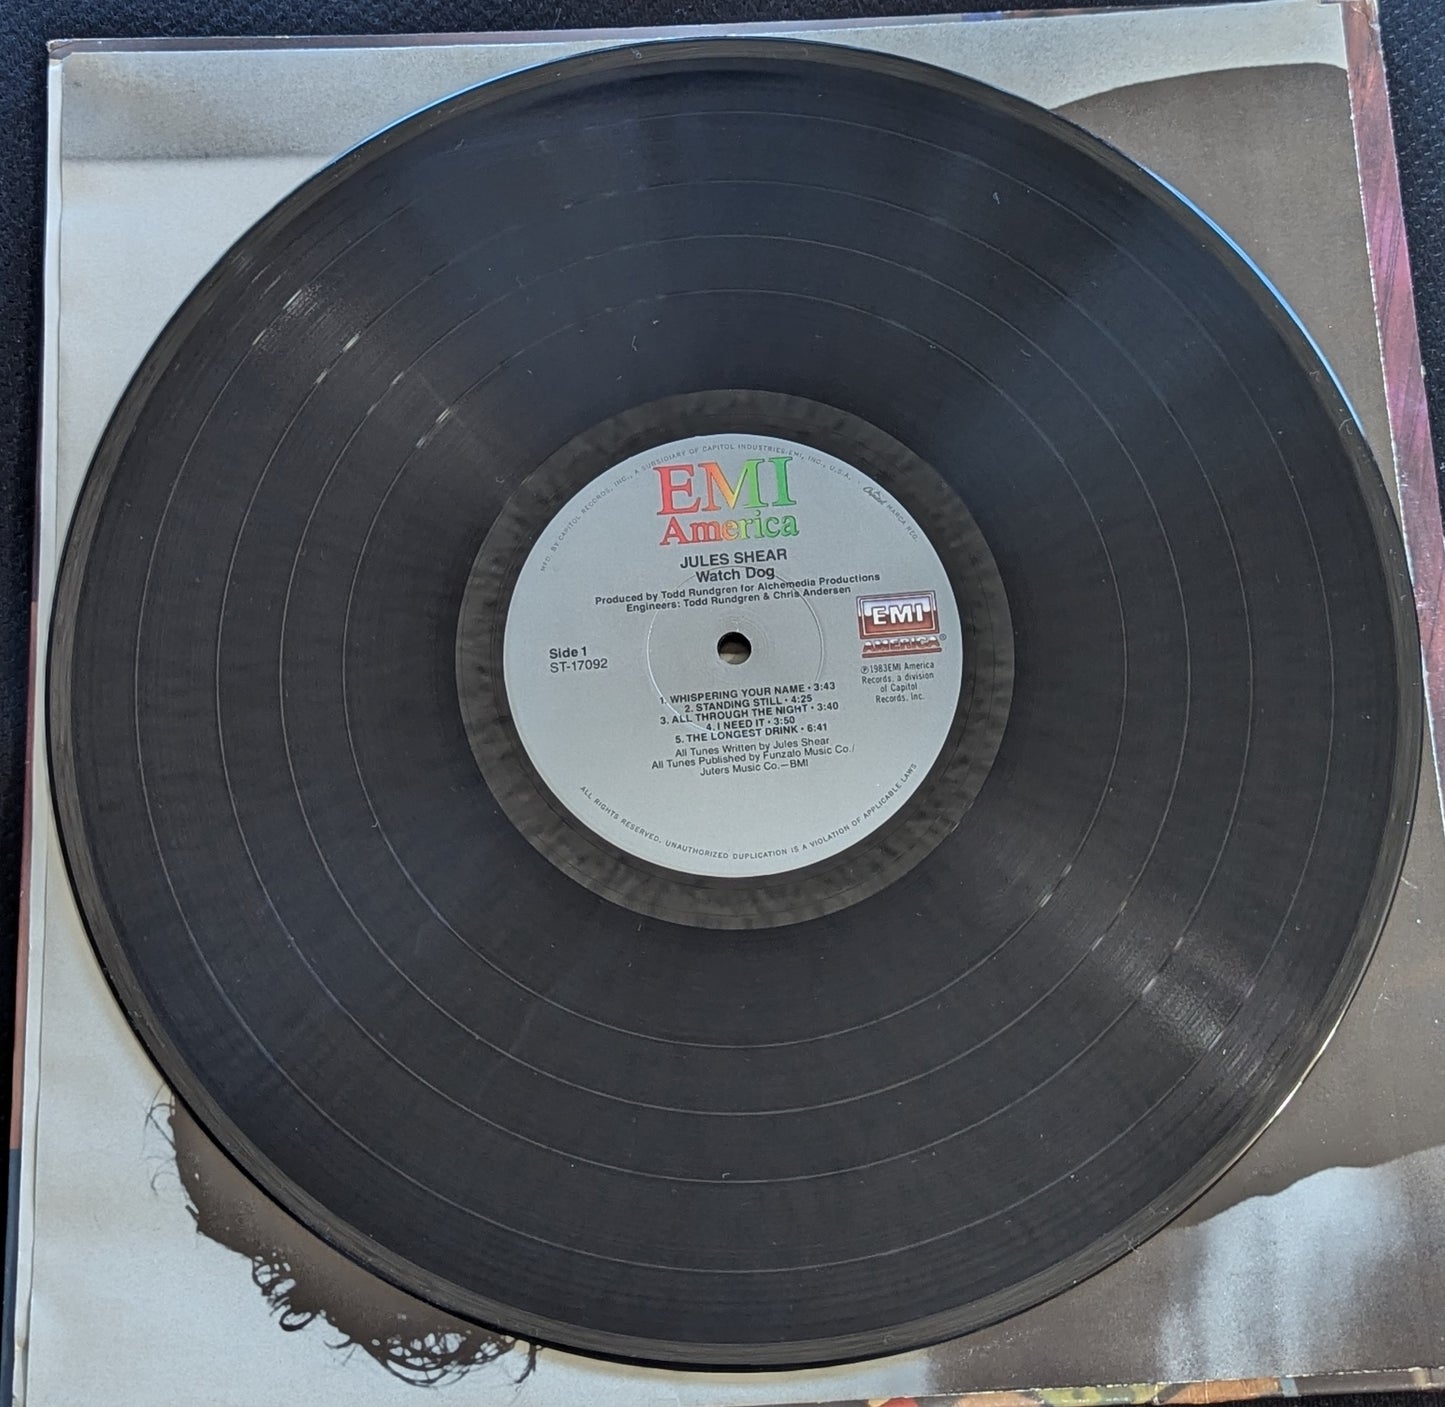 MFD. BY CAPITOL RECORDS, INC., A SUBSIDIARY OF CAPITOL INDUSTRIES-EMI, INC., U.S.A. · Capitol MARCA REG.
EMI
America
JULES SHEAR
Watch Dog
Produced by Todd Rundgren for Alchemedia Productions
Engineers: Todd Rundgren & Chris Andersen
EMI
AMERICA®
Side 1
ST-17092
℗1983EMI America
Records, a division
of Capitol
Records, Inc.
1. WHISPERING YOUR NAME • 3:43
2. STANDING STILL • 4:25
3. ALL THROUGH THE NIGHT • 3:40
4. I NEED IT • 3:50
5. THE LONGEST DRINK • 6:41
All Tunes Written by Jules Shear
All Tunes Published by Funzalo Music Co./
Juters Music Co.—BMI
ALL RIGHTS RESERVED. UNAUTHORIZED DUPLICATION IS A VIOLATION OF APPLICABLE LAWS